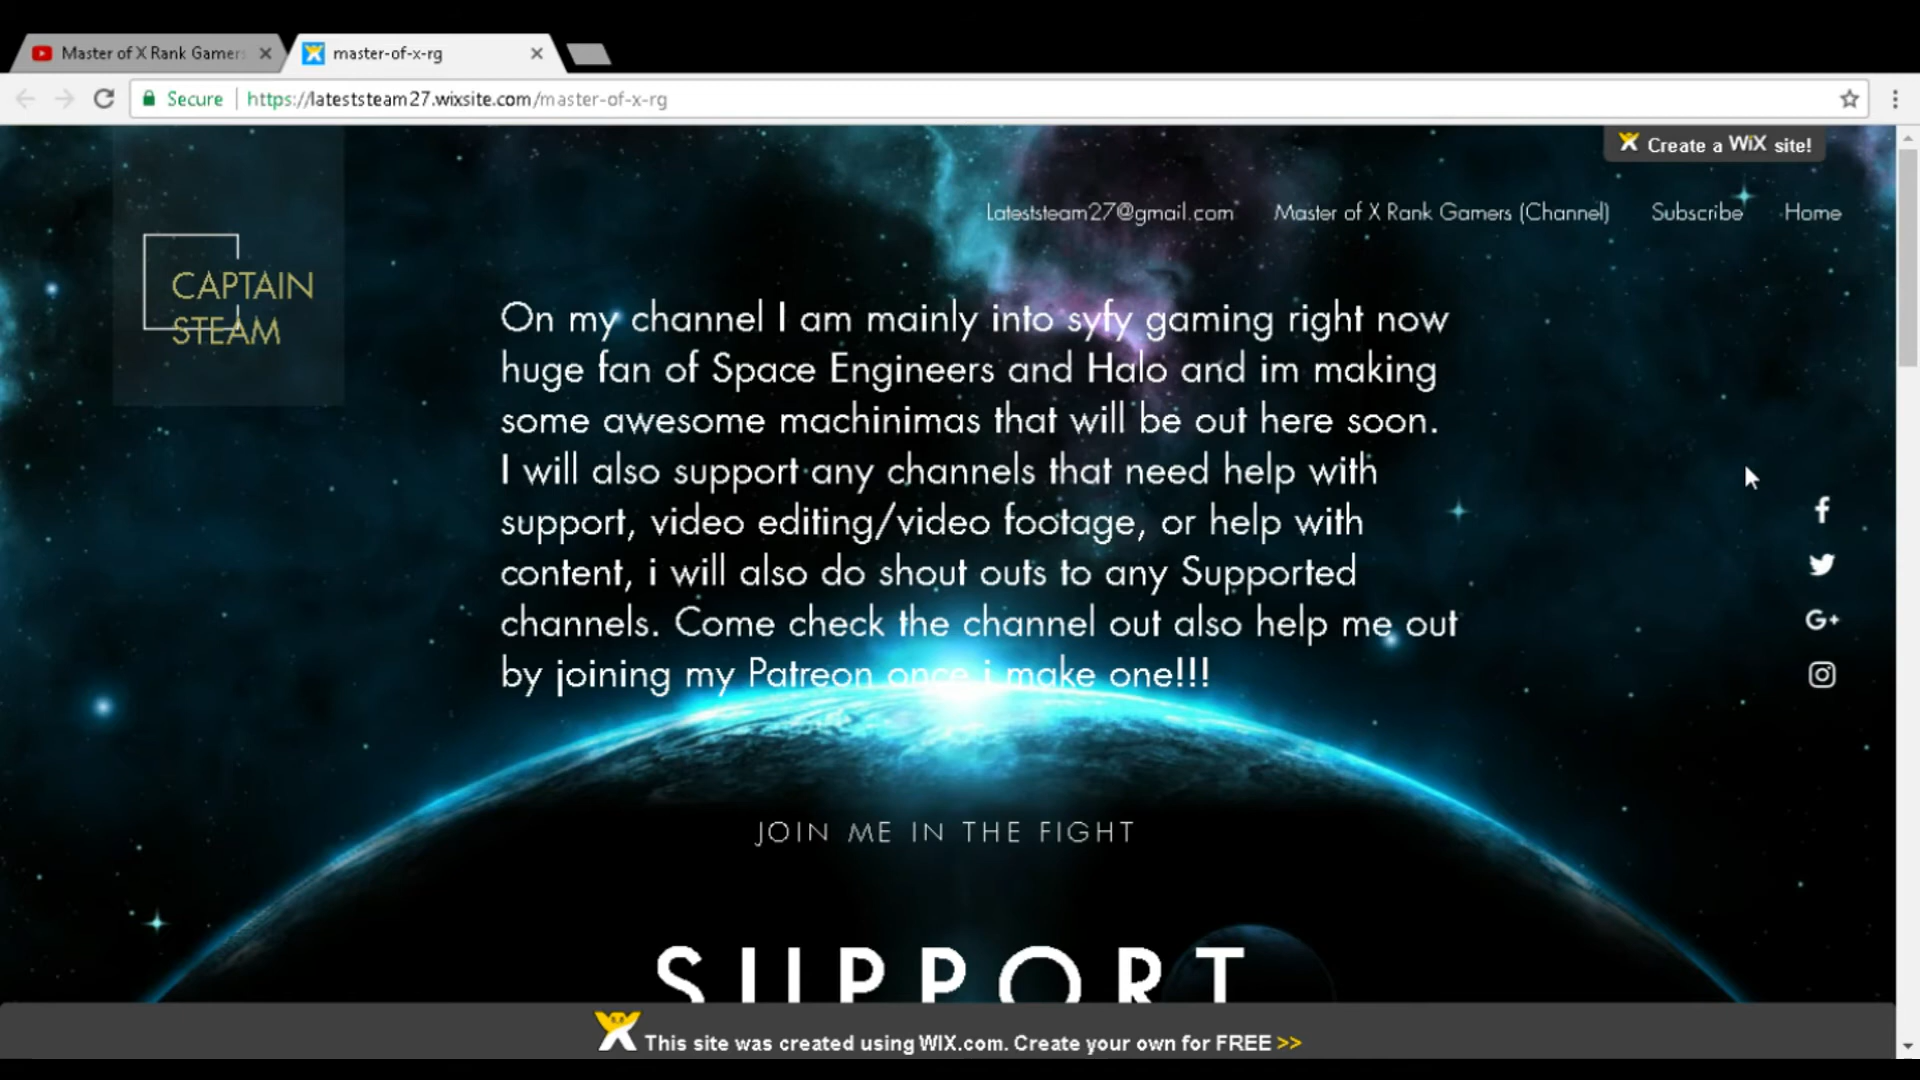 Master of X Rank Gamers
master-of-x-rg
Secure
https://lateststeam27.wixsite.com/master-of-x-rg
Create a WiX site!
Lateststeam27@gmail.com
Master of X Rank Gamers (Channel)
Subscribe
Home
CAPTAIN
STEAM
On my channel I am mainly into syfy gaming right now
huge fan of Space Engineers and Halo and im making
some awesome machinimas that will be out here soon.
I will also support any channels that need help with
support, video editing/video footage, or help with
content, i will also do shout outs to any Supported
channels. Come check the channel out also help me out
by joining my Patreon once i make one!!!
G+
JOIN ME IN THE FIGHT
SUPPORT
This site was created using WIX.com. Create your own for FREE >>